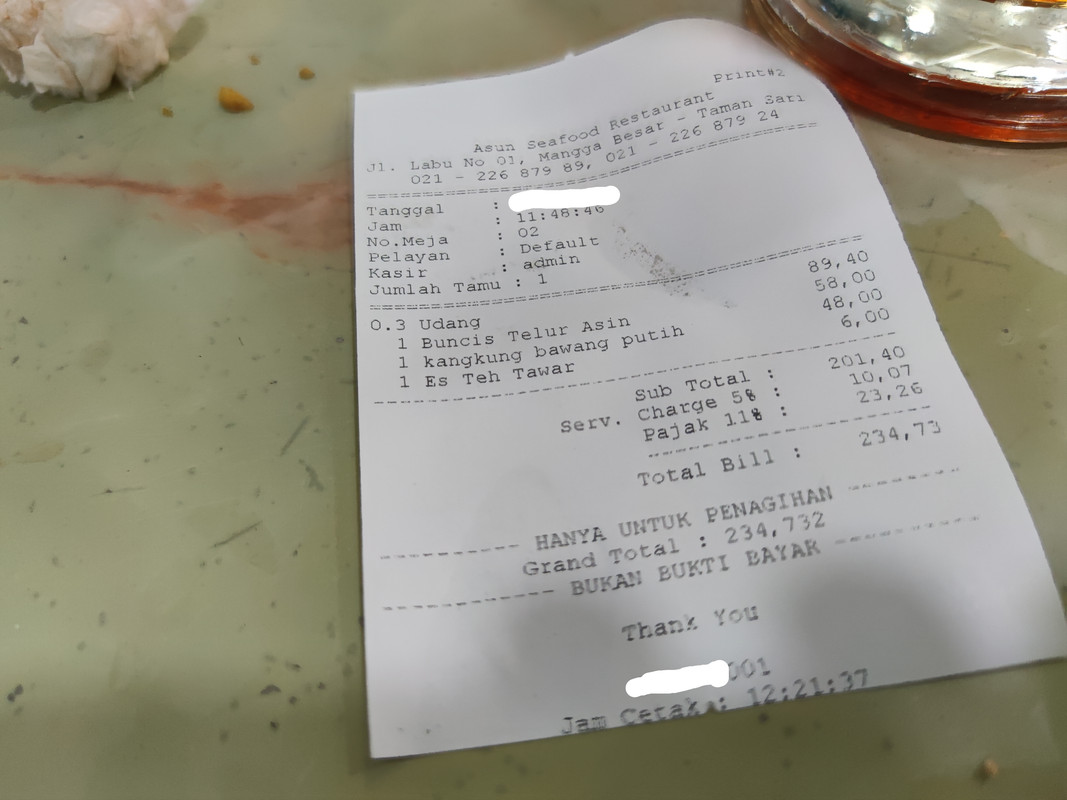 Print#2
Asun Seafood Restaurant
Jl. Labu No 01, Mangga Besar - Taman Sari
021 - 226 879 89, 021 - 226 879 24
Tanggal :
Jam : 11:48:46
No.Meja : 02
Pelayan : Default
Kasir : admin
Jumlah Tamu : 1
0.3 Udang 89,40
1 Buncis Telur Asin 58,00
1 kangkung bawang putih 48,00
1 Es Teh Tawar 6,00
Sub Total : 201,40
Serv. Charge 5% : 10,07
Pajak 11% : 23,26
Total Bill : 234,73
HANYA UNTUK PENAGIHAN
Grand Total : 234,732
BUKAN BUKTI BAYAR
Thank You
001
Jam Cetak: 12:21:37